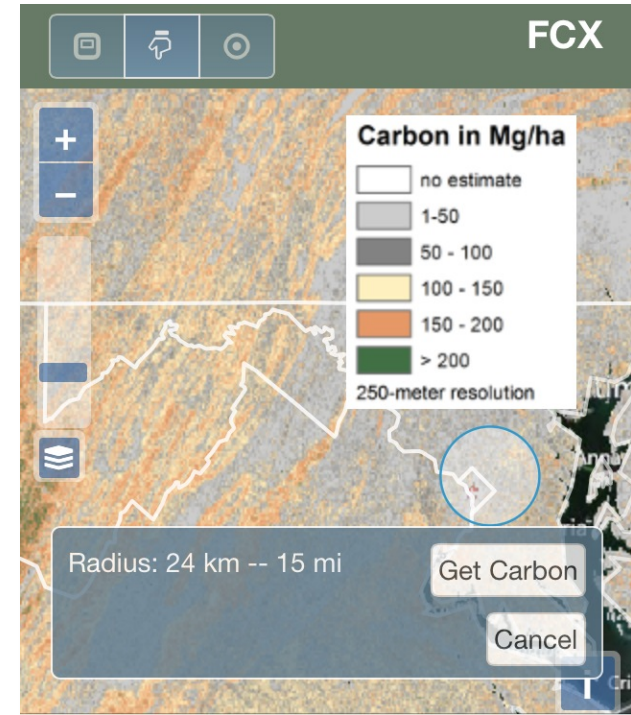 FCX
+
−
Carbon in Mg/ha
no estimate
1-50
50 - 100
100 - 150
150 - 200
> 200
250-meter resolution
Radius: 24 km -- 15 mi
Get Carbon
Cancel
i